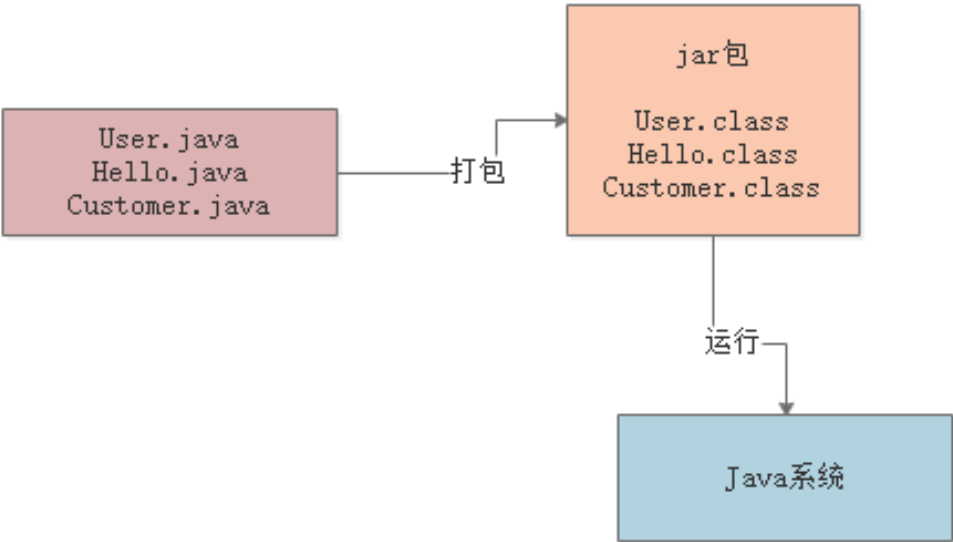 User.java
Hello.java
Customer.java
打包
jar包
User.class
Hello.class
Customer.class
运行
Java系统